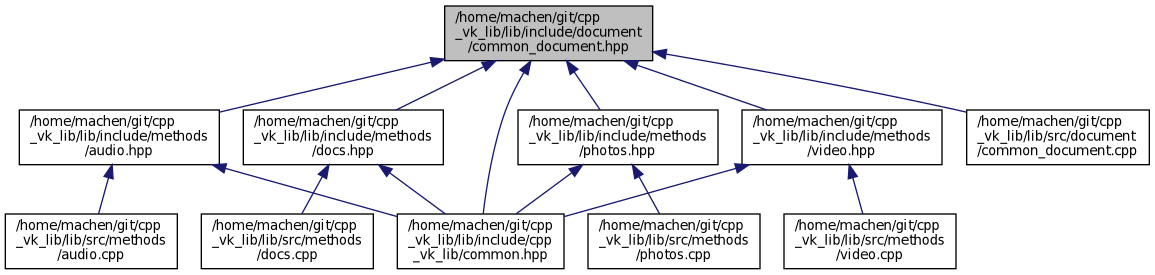 /home/machen/git/cpp
_vk_lib/lib/include/document
/common_document.hpp
/home/machen/git/cpp
_vk_lib/lib/include/methods
/audio.hpp
/home/machen/git/cpp
_vk_lib/lib/include/methods
/docs.hpp
/home/machen/git/cpp
_vk_lib/lib/include/methods
/photos.hpp
/home/machen/git/cpp
_vk_lib/lib/include/methods
/video.hpp
/home/machen/git/cpp
_vk_lib/lib/src/document
/common_document.cpp
/home/machen/git/cpp
_vk_lib/lib/src/methods
/audio.cpp
/home/machen/git/cpp
_vk_lib/lib/src/methods
/docs.cpp
/home/machen/git/cpp
_vk_lib/lib/include/cpp
_vk_lib/common.hpp
/home/machen/git/cpp
_vk_lib/lib/src/methods
/photos.cpp
/home/machen/git/cpp
_vk_lib/lib/src/methods
/video.cpp